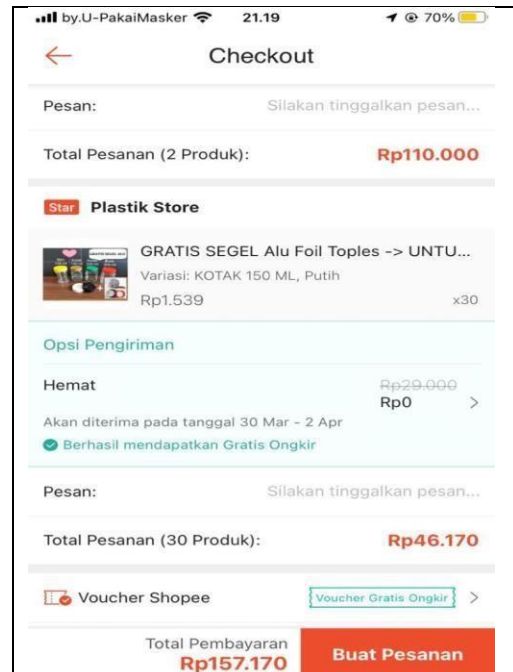 by.U-PakaiMasker 21.19 70%
Checkout
Pesan: Silakan tinggalkan pesan...
Total Pesanan (2 Produk): Rp110.000
Star Plastik Store
GRATIS SEGEL Alu Foil Toples -> UNTU...
Variasi: KOTAK 150 ML, Putih
Rp1.539 x30
Opsi Pengiriman
Hemat Rp29.000
Rp0 >
Akan diterima pada tanggal 30 Mar - 2 Apr
Berhasil mendapatkan Gratis Ongkir
Pesan: Silakan tinggalkan pesan...
Total Pesanan (30 Produk): Rp46.170
Voucher Shopee Voucher Gratis Ongkir >
Total Pembayaran
Rp157.170 Buat Pesanan